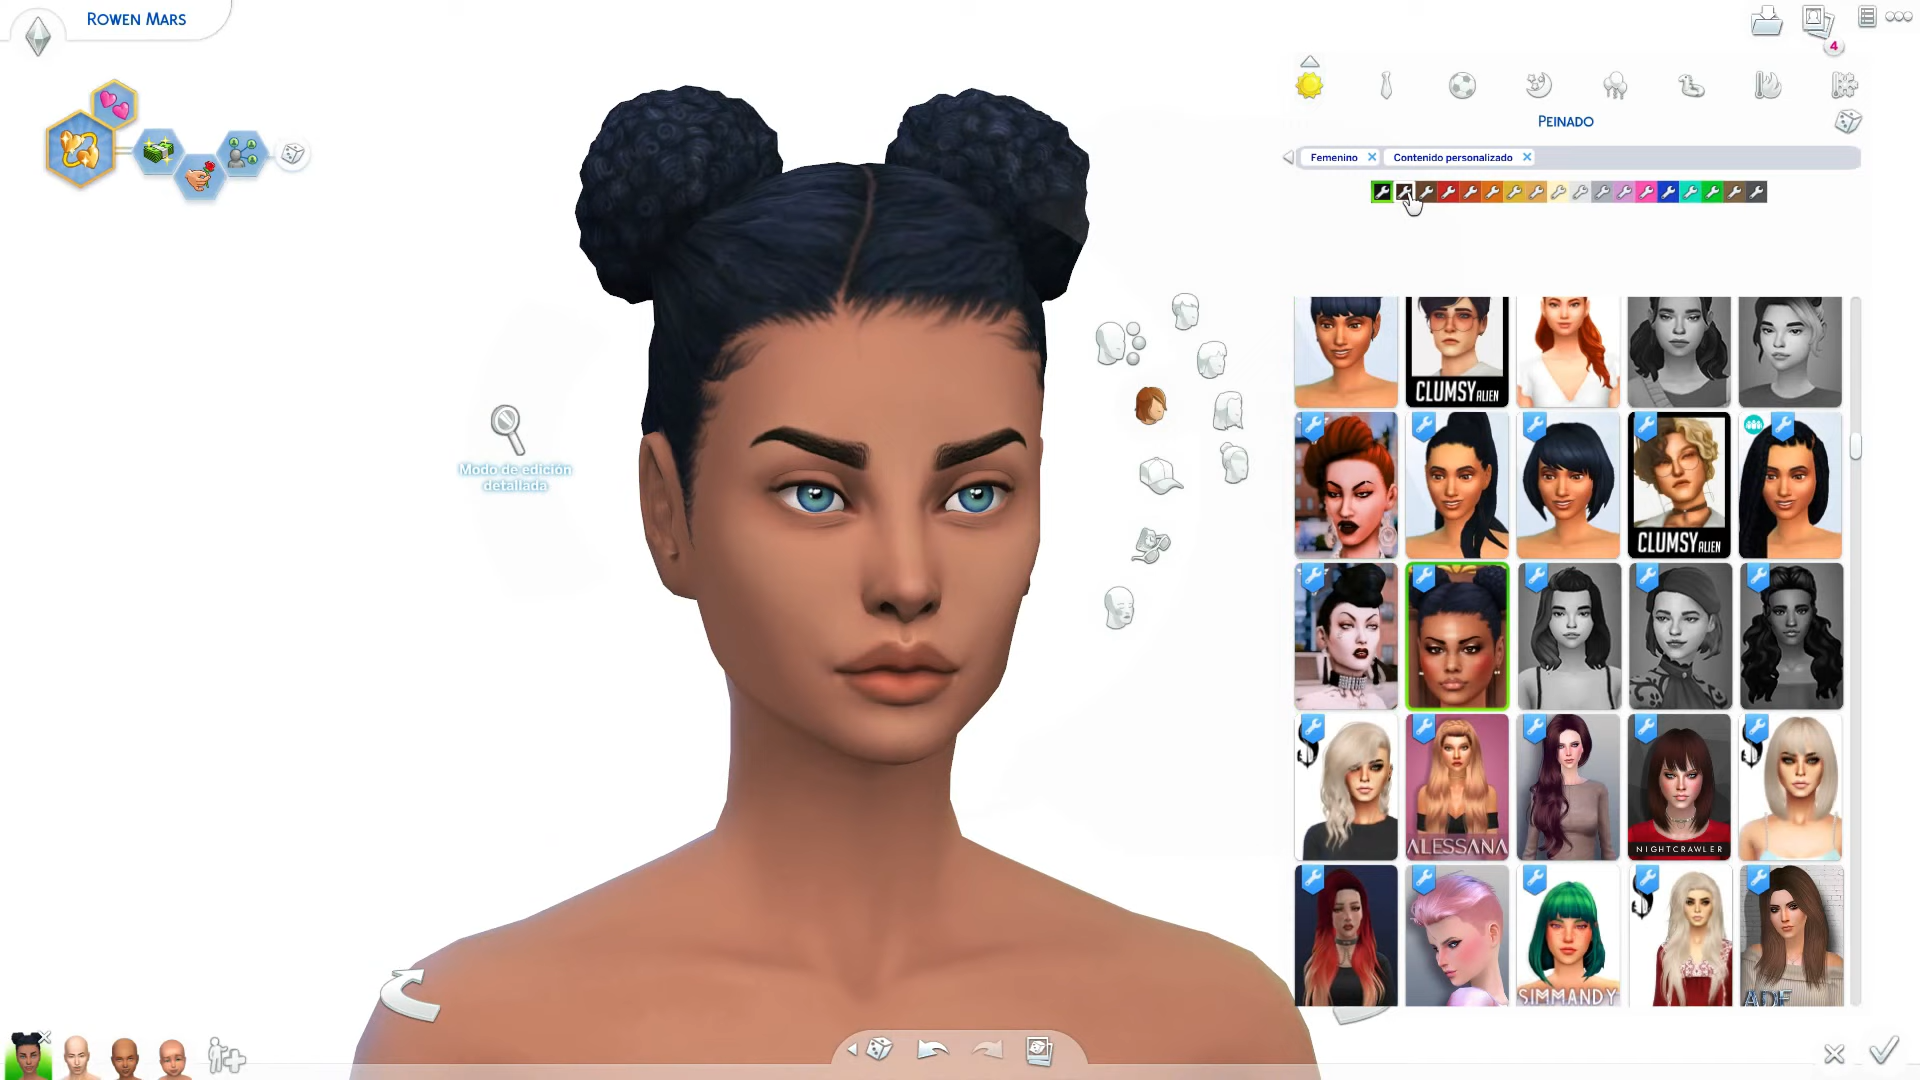 Rowen Mars
4
Peinado
Femenino
Contenido personalizado
Modo de edición
detallada
CLUMSY ALIEN
CLUMSY ALIEN
ALESSANA
NIGHTCRAWLER
SIMMANDY
ADE